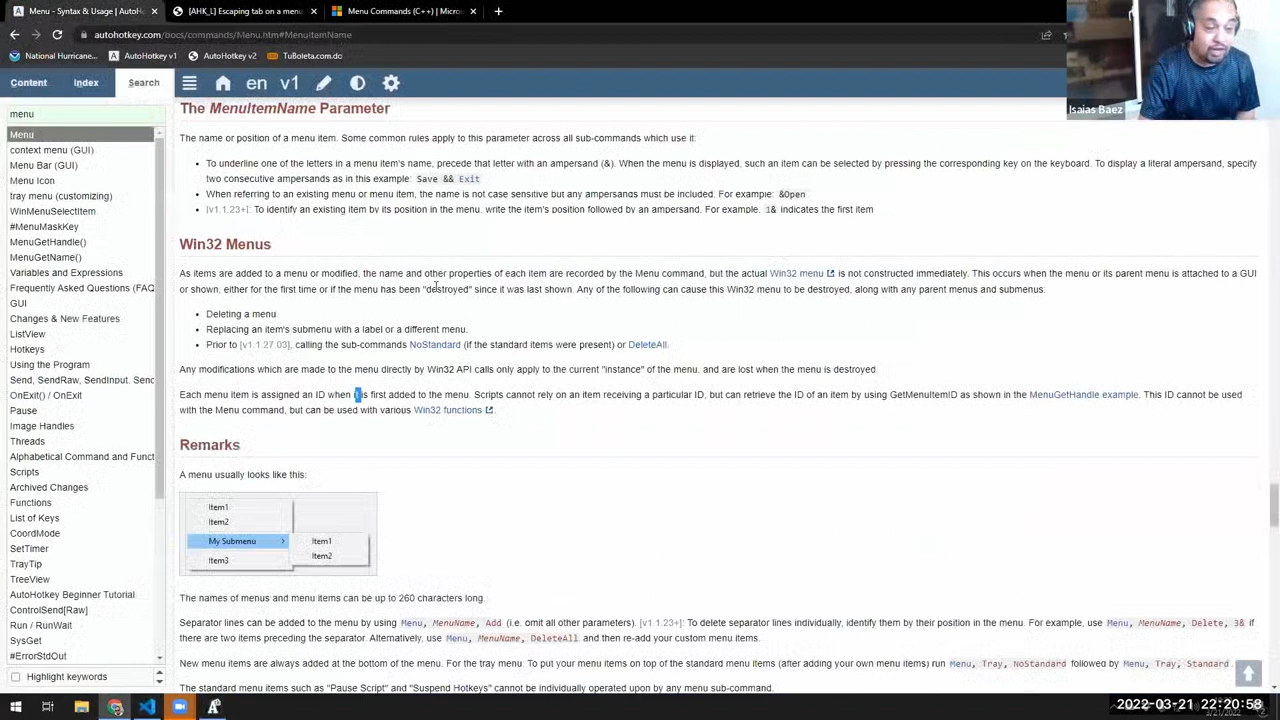 Menu - Syntax & Usage | AutoH
[AHK_L] Escaping tab on a menu
Menu Commands (C++) | Micros
autohotkey.com/docs/commands/Menu.htm#MenuItemName
National Hurricane...
AutoHotkey v1
AutoHotkey v2
TuBoleta.com.do
Isaias Baez
Content
Index
Search
en
v1
menu
Menu
context menu (GUI)
Menu Bar (GUI)
Menu Icon
tray menu (customizing)
WinMenuSelectItem
#MenuMaskKey
MenuGetHandle()
MenuGetName()
Variables and Expressions
Frequently Asked Questions (FAQ
GUI
Changes & New Features
ListView
Hotkeys
Using the Program
Send, SendRaw, SendInput, Senc
OnExit() / OnExit
Pause
Image Handles
Threads
Alphabetical Command and Funct
Scripts
Archived Changes
Functions
List of Keys
CoordMode
SetTimer
TrayTip
TreeView
AutoHotkey Beginner Tutorial
ControlSend[Raw]
Run / RunWait
SysGet
#ErrorStdOut
Highlight keywords
The MenuItemName Parameter
The name or position of a menu item. Some common rules apply to this parameter across all sub-commands which use it:
• To underline one of the letters in a menu item's name, precede that letter with an ampersand (&). When the menu is displayed, such an item can be selected by pressing the corresponding key on the keyboard. To display a literal ampersand, specify
two consecutive ampersands as in this example: Save && Exit
• When referring to an existing menu or menu item, the name is not case sensitive but any ampersands must be included. For example: &Open
• [v1.1.23+]: To identify an existing item by its position in the menu, write the item's position followed by an ampersand. For example, 1& indicates the first item
Win32 Menus
As items are added to a menu or modified, the name and other properties of each item are recorded by the Menu command, but the actual Win32 menu is not constructed immediately. This occurs when the menu or its parent menu is attached to a GUI
or shown, either for the first time or if the menu has been "destroyed" since it was last shown. Any of the following can cause this Win32 menu to be destroyed, along with any parent menus and submenus:
• Deleting a menu
• Replacing an item's submenu with a label or a different menu.
• Prior to [v1.1.27.03], calling the sub-commands NoStandard (if the standard items were present) or DeleteAll.
Any modifications which are made to the menu directly by Win32 API calls only apply to the current "instance" of the menu, and are lost when the menu is destroyed.
Each menu item is assigned an ID when it is first added to the menu. Scripts cannot rely on an item receiving a particular ID, but can retrieve the ID of an item by using GetMenuItemID as shown in the MenuGetHandle example. This ID cannot be used
with the Menu command, but can be used with various Win32 functions.
Remarks
A menu usually looks like this:
Item1
Item2
My Submenu
Item1
Item2
Item3
The names of menus and menu items can be up to 260 characters long.
Separator lines can be added to the menu by using Menu, MenuName, Add (i.e. omit all other parameters). [v1.1.23+]: To delete separator lines individually, identify them by their position in the menu. For example, use Menu, MenuName, Delete, 3& if
there are two items preceding the separator. Alternatively, use Menu, MenuName, DeleteAll and then re-add your custom menu items.
New menu items are always added at the bottom of the menu. For the tray menu: To put your menu items on top of the standard menu items (after adding your own menu items) run Menu, Tray, NoStandard followed by Menu, Tray, Standard.
The standard menu items such as "Pause Script" and "Suspend Hotkeys" cannot be individually operated upon by any menu sub-command.
2022-03-21 22:20:58